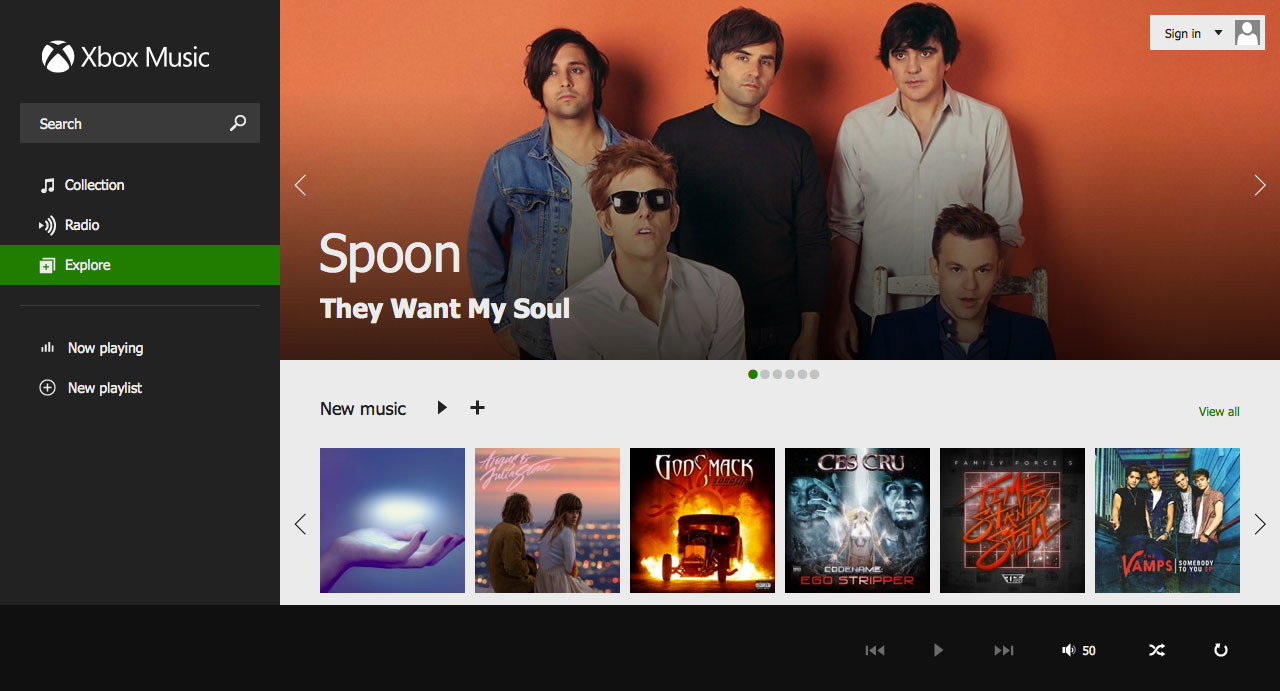 Xbox Music
Search
Collection
Radio
Explore
Now playing
New playlist
Sign in
Spoon
They Want My Soul
New music
View all
Angus &
Julia Stone
GODSMACK
CES CRU
CODENAME:
EGO STRIPPER
FAMILY FORCE 5
TIME
STAND
STILL
THE
VAMPS
SOMEBODY
TO YOU EP
50